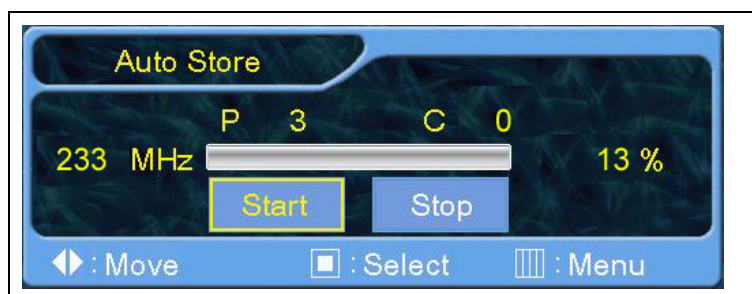 Auto Store
P 3 C 0
233 MHz 13 %
Start Stop
: Move : Select : Menu